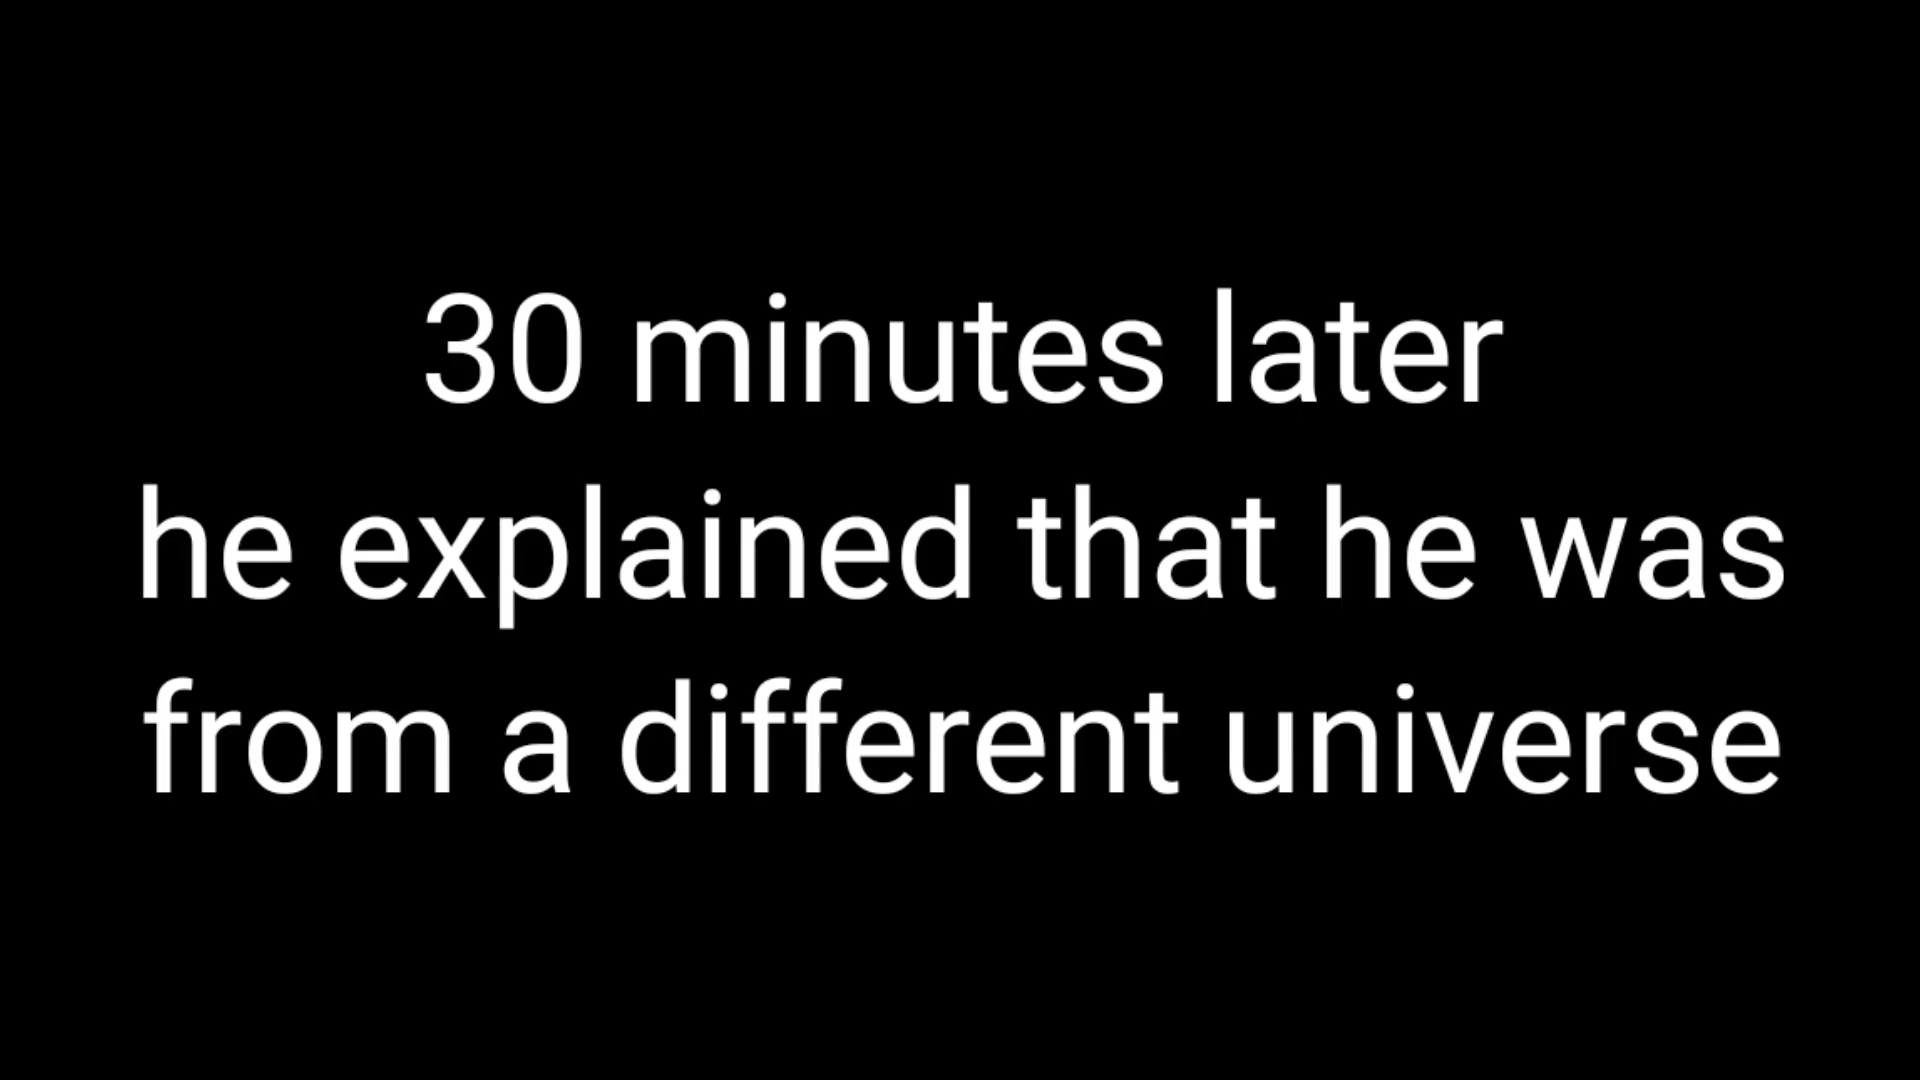 30 minutes later
he explained that he was
from a different universe